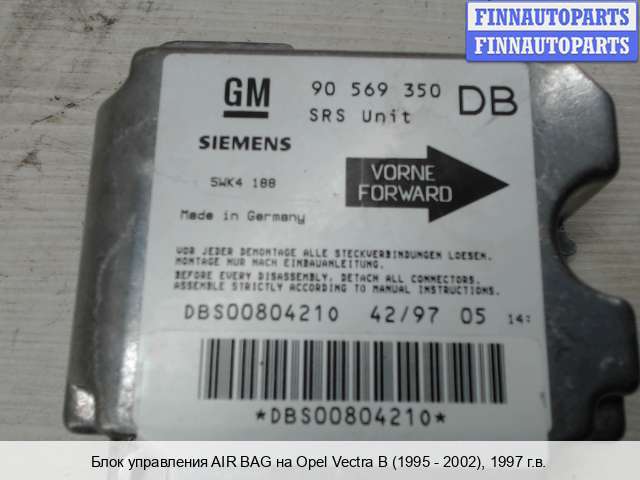 FINNAUTOPARTS
FINNAUTOPARTS
GM
90 569 350 DB
SRS Unit
SIEMENS
VORNE
FORWARD
5WK4 188
Made in Germany
VOR JEDER DEMONTAGE ALLE STECKVERBINDUNGEN LOESEN.
MONTAGE NUR NACH EINBAUANLEITUNG.
BEFORE EVERY DISASSEMBLY, DETACH ALL CONNECTORS.
ASSEMBLE STRICTLY ACCORDING TO MANUAL INSTRUCTIONS.
DBS00804210 42/97 05 14:
*DBS00804210*
Блок управления AIR BAG на Opel Vectra B (1995 - 2002), 1997 г.в.